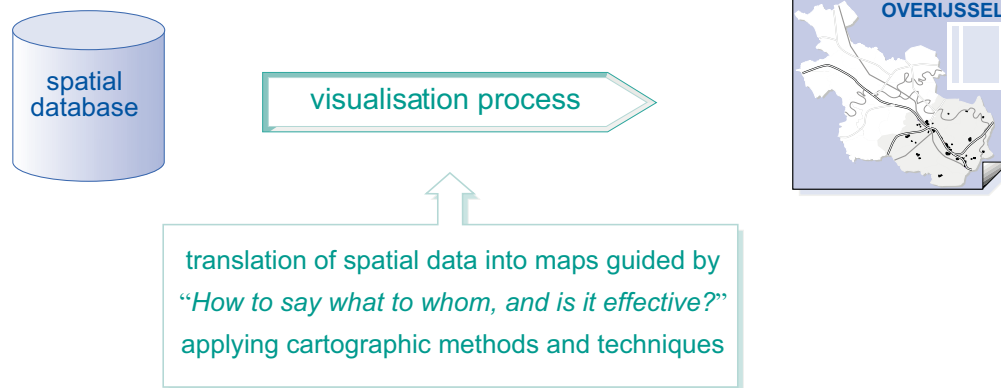 OVERIJSSEL
spatial
database
visualisation process
translation of spatial data into maps guided by
“How to say what to whom, and is it effective?”
applying cartographic methods and techniques